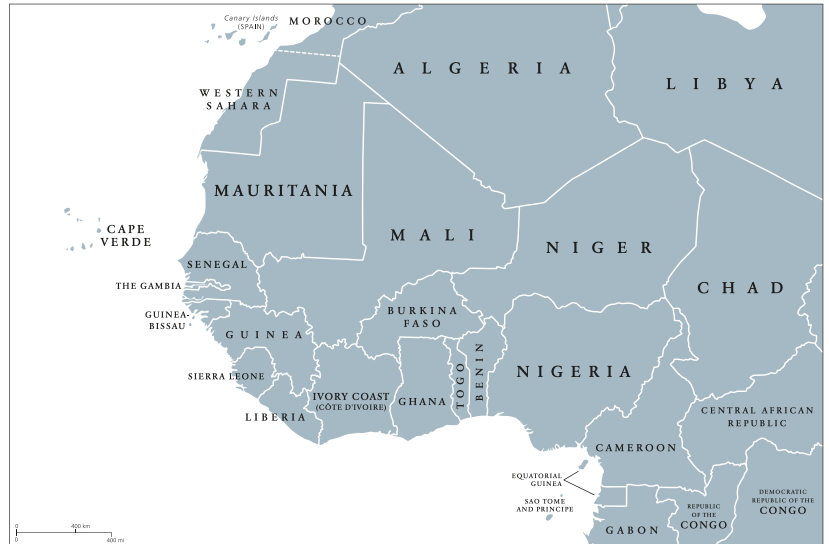 Canary Islands
(SPAIN)
MOROCCO
ALGERIA
LIBYA
WESTERN
SAHARA
MAURITANIA
CAPE
VERDE
MALI
NIGER
CHAD
SENEGAL
THE GAMBIA
GUINEA-
BISSAU
GUINEA
BURKINA
FASO
SIERRA LEONE
LIBERIA
IVORY COAST
(CÔTE D'IVOIRE)
GHANA
TOGO
BENIN
NIGERIA
CENTRAL AFRICAN
REPUBLIC
CAMEROON
EQUATORIAL
GUINEA
SAO TOME
AND PRINCIPE
GABON
REPUBLIC
OF THE
CONGO
DEMOCRATIC
REPUBLIC OF THE
CONGO
0 400 km
0 400 mi